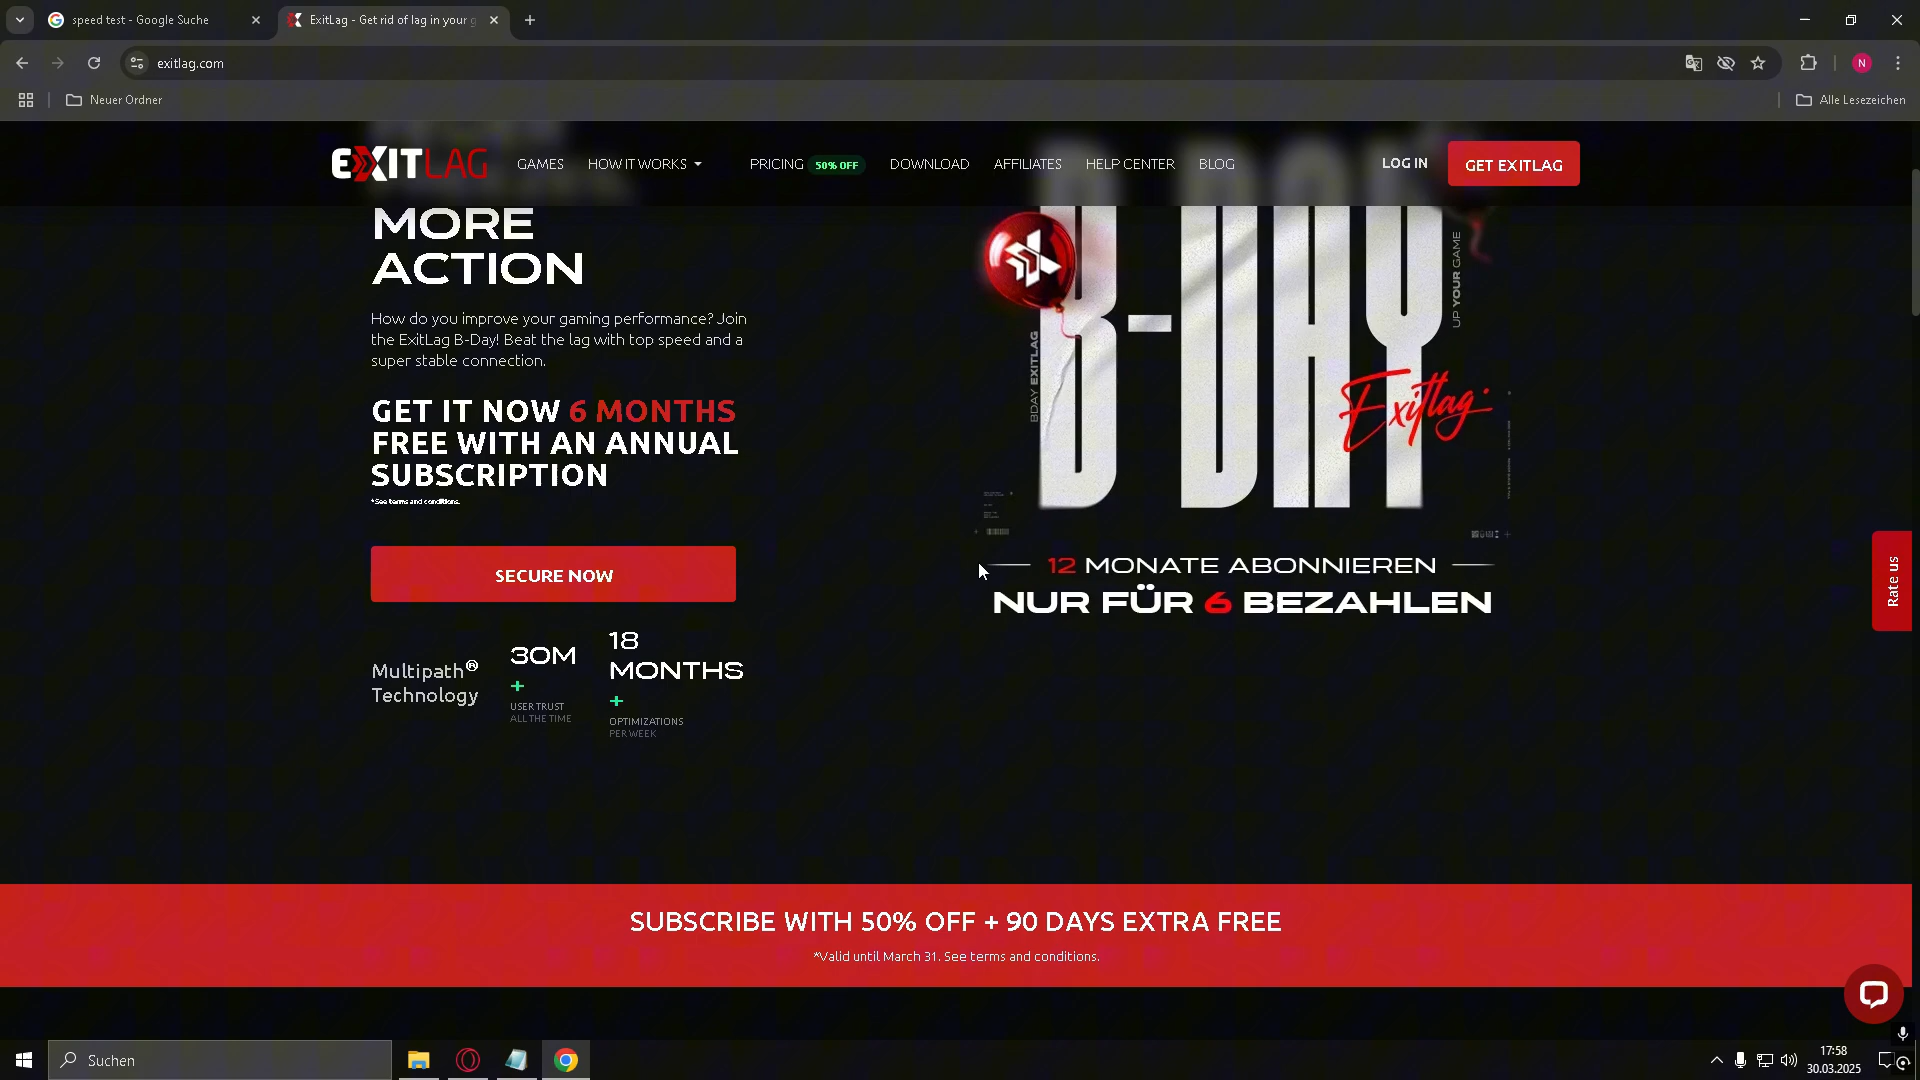 speed test - Google Suche
ExitLag - Get rid of lag in your g
exitlag.com
N
Neuer Ordner
Alle Lesezeichen
EXITLAG
GAMES
HOW IT WORKS
PRICING
50% OFF
DOWNLOAD
AFFILIATES
HELP CENTER
BLOG
LOG IN
GET EXITLAG
MORE
ACTION
How do you improve your gaming performance? Join
the ExitLag B-Day! Beat the lag with top speed and a
super stable connection.
GET IT NOW 6 MONTHS
FREE WITH AN ANNUAL
SUBSCRIPTION
*See terms and conditions.
SECURE NOW
Multipath®
Technology
30M
+
USER TRUST
ALL THE TIME
18
MONTHS
+
OPTIMIZATIONS
PER WEEK
B-DAY
BDAY EXITLAG
UP YOUR GAME
Exitlag
12 MONATE ABONNIEREN
NUR FÜR 6 BEZAHLEN
Rate us
SUBSCRIBE WITH 50% OFF + 90 DAYS EXTRA FREE
*Valid until March 31. See terms and conditions.
Suchen
17:58
30.03.2025